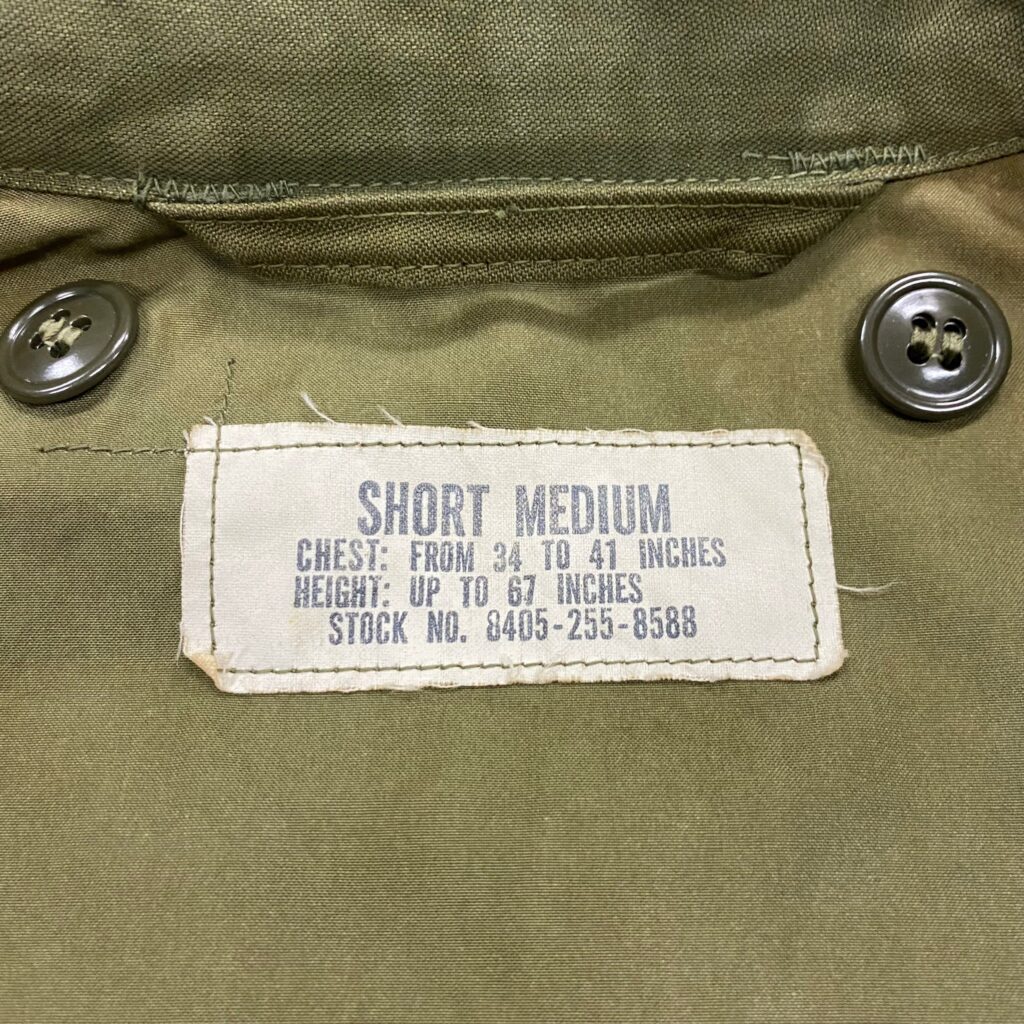 SHORT MEDIUM
CHEST: FROM 34 TO 41 INCHES
HEIGHT: UP TO 67 INCHES
STOCK NO. 8405-255-8588